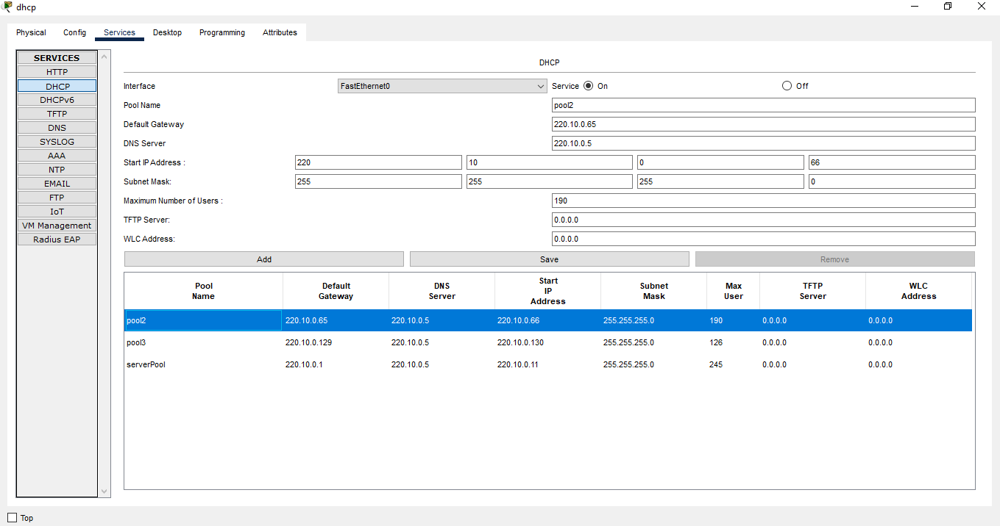 dhcp
Physical Config Services Desktop Programming Attributes
SERVICES
HTTP
DHCP
DHCPv6
TFTP
DNS
SYSLOG
AAA
NTP
EMAIL
FTP
IoT
VM Management
Radius EAP
DHCP
Interface FastEthernet0 Service On Off
Pool Name pool2
Default Gateway 220.10.0.65
DNS Server 220.10.0.5
Start IP Address : 220 10 0 66
Subnet Mask: 255 255 255 0
Maximum Number of Users : 190
TFTP Server: 0.0.0.0
WLC Address: 0.0.0.0
Add Save Remove
Pool Name Default Gateway DNS Server Start IP Address Subnet Mask Max User TFTP Server WLC Address
pool2 220.10.0.65 220.10.0.5 220.10.0.66 255.255.255.0 190 0.0.0.0 0.0.0.0
pool3 220.10.0.129 220.10.0.5 220.10.0.130 255.255.255.0 126 0.0.0.0 0.0.0.0
serverPool 220.10.0.1 220.10.0.5 220.10.0.11 255.255.255.0 245 0.0.0.0 0.0.0.0
Top